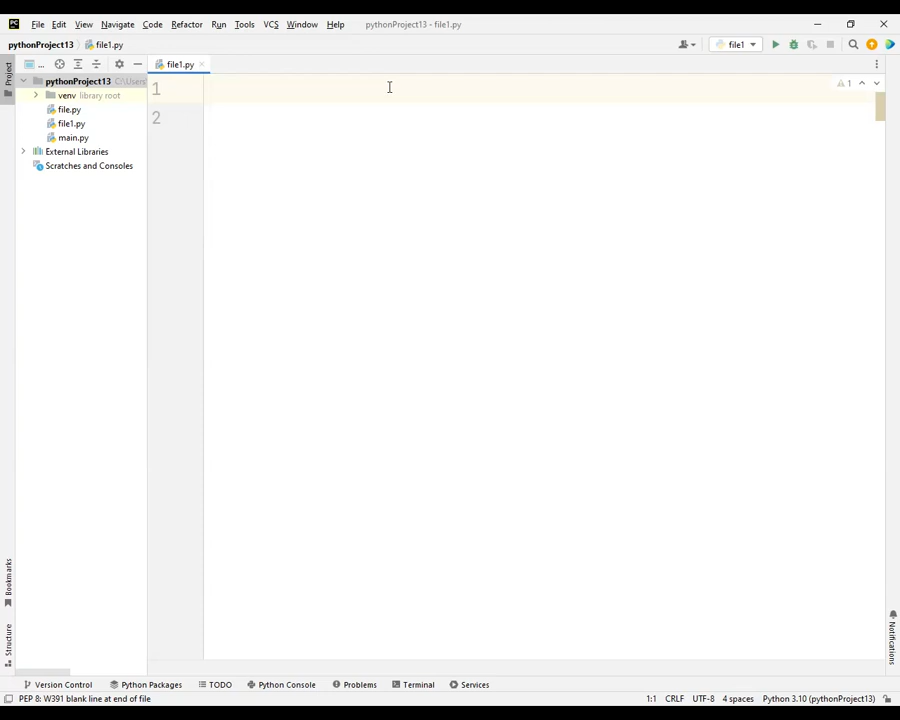 PC File Edit View Navigate Code Refactor Run Tools VCS Window Help pythonProject13 - file1.py
pythonProject13 file1.py file1
Project
... file1.py
pythonProject13 C:\Users
venv library root
file.py
file1.py
main.py
External Libraries
Scratches and Consoles
1
2
1
Bookmarks
Structure
Notifications
Version Control Python Packages TODO Python Console Problems Terminal Services
PEP 8: W391 blank line at end of file 1:1 CRLF UTF-8 4 spaces Python 3.10 (pythonProject13)